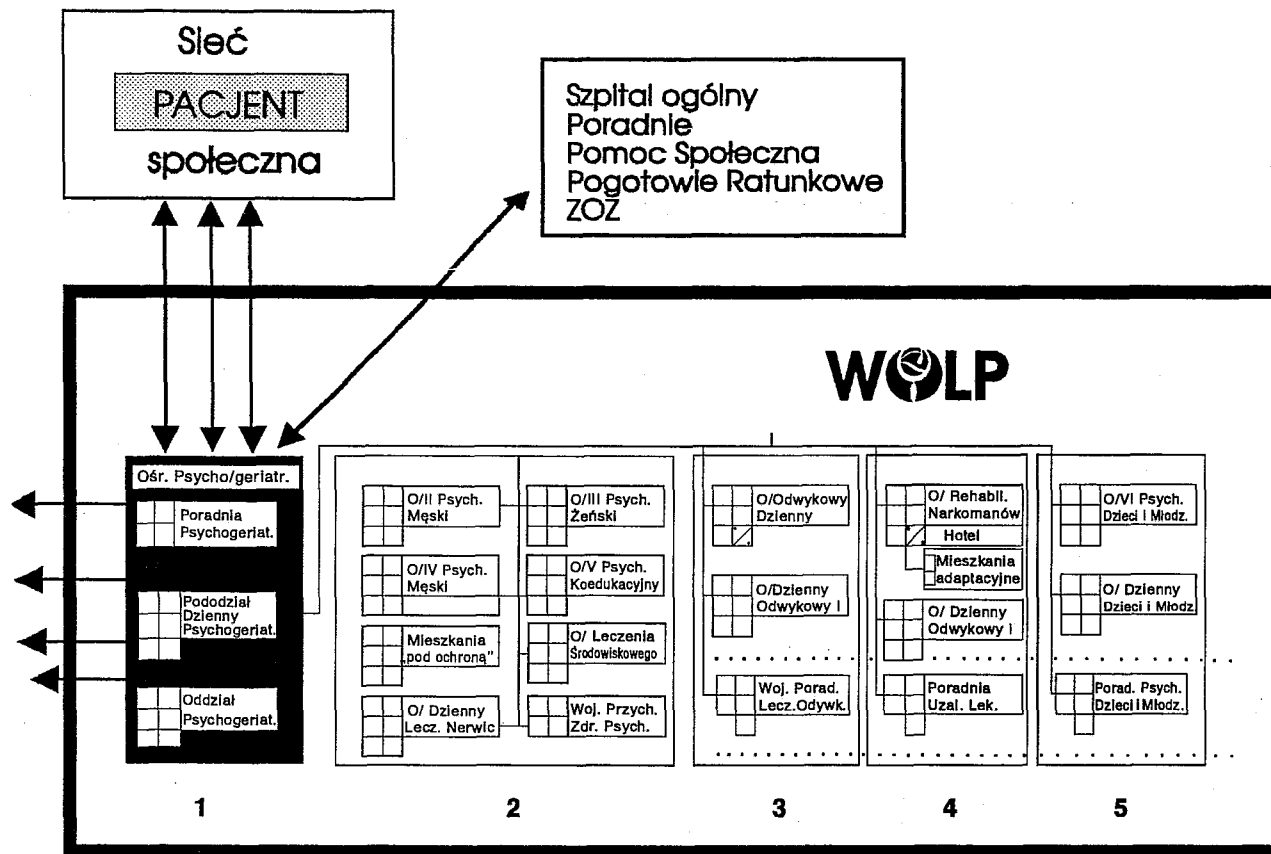 Sieć
PACJENT
społeczna
Szpital ogólny
Poradnie
Pomoc Społeczna
Pogotowie Ratunkowe
ZOZ
WOLP
Ośr. Psycho/geriatr.
Poradnia
Psychogeriat.
Pododział
Dzienny
Psychogeriat.
Oddział
Psychogeriat.
O/II Psych.
Męski
O/III Psych.
Żeński
O/IV Psych.
Męski
O/V Psych.
Koedukacyjny
Mieszkania
„pod ochroną”
O/ Leczenia
Środowiskowego
O/ Dzienny
Lecz. Nerwic
Woj. Przych.
Zdr. Psych.
O/Odwykowy
Dzienny
O/Dzienny
Odwykowy I
Woj. Porad.
Lecz.Odywk.
O/ Rehabil.
Narkomanów
Hotel
Mieszkania
adaptacyjne
O/ Dzienny
Odwykowy I
Poradnia
Uzal. Lek.
O/VI Psych.
Dzieci i Młodz.
O/ Dzienny
Dzieci i Młodz.
Porad. Psych.
Dzieci i Młodz.
1
2
3
4
5